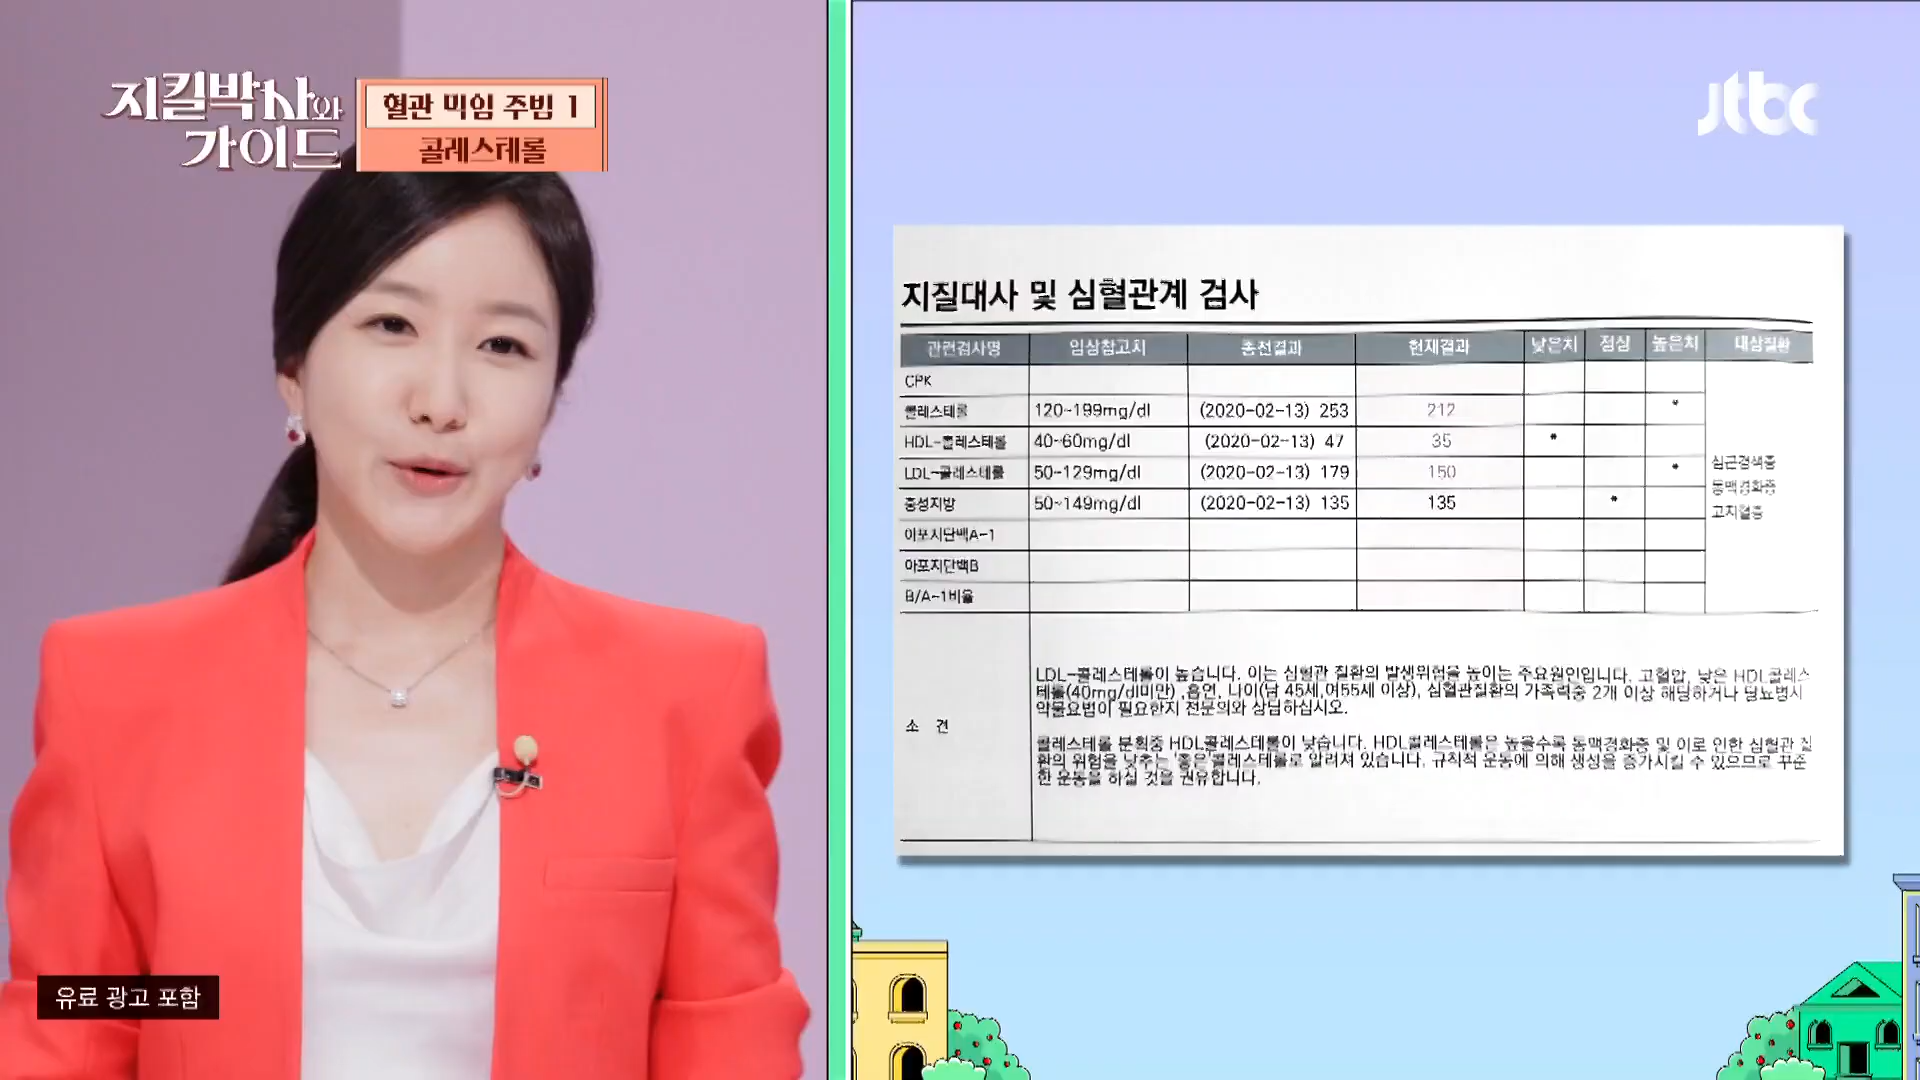 지킬박사와
가이드
혈관 막힘 주범 1
콜레스테롤
jtbc
지질대사 및 심혈관계 검사
관련검사명 임상참고치 종전결과 현재결과 낮은치 정상 높은치 대상질환
CPK
콜레스테롤 120~199mg/dl (2020-02-13) 253 212 *
HDL-콜레스테롤 40~60mg/dl (2020-02-13) 47 35 *
LDL-콜레스테롤 50~129mg/dl (2020-02-13) 179 150 *
중성지방 50~149mg/dl (2020-02-13) 135 135 *
심근경색증
동맥경화증
고지혈증
아포지단백A-1
아포지단백B
B/A-1비율
소 견
LDL-콜레스테롤이 높습니다. 이는 심혈관 질환의 발생위험을 높이는 주요원인입니다. 고혈압, 낮은 HDL콜레스
테롤(40mg/dl미만) ,흡연, 나이(남 45세,여55세 이상), 심혈관질환의 가족력중 2개 이상 해당하거나 당뇨병시
약물요법이 필요한지 전문의와 상담하십시오.
콜레스테롤 분획중 HDL콜레스테롤이 낮습니다. HDL콜레스테롤은 높을수록 동맥경화증 및 이로 인한 심혈관 질
환의 위험을 낮추는 '좋은'콜레스테롤로 알려져 있습니다. 규칙적 운동에 의해 생성을 증가시킬 수 있으므로 꾸준
한 운동을 하실 것을 권유합니다.
유료 광고 포함